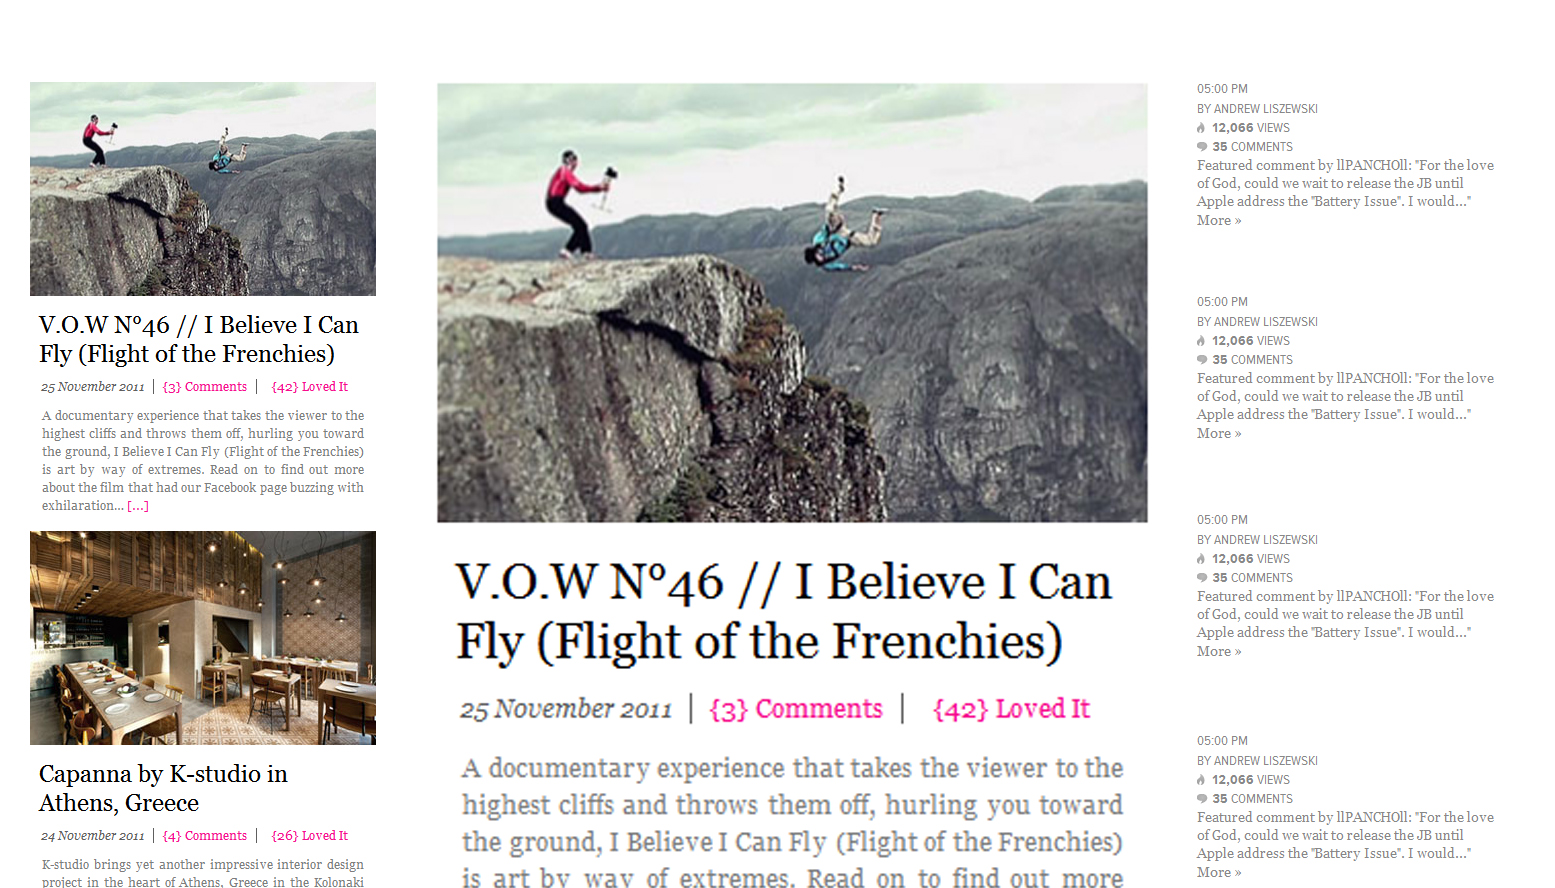 V.O.W Nº46 // I Believe I Can
Fly (Flight of the Frenchies)
25 November 2011 | {3} Comments | {42} Loved It
A documentary experience that takes the viewer to the
highest cliffs and throws them off, hurling you toward
the ground, I Believe I Can Fly (Flight of the Frenchies)
is art by way of extremes. Read on to find out more
about the film that had our Facebook page buzzing with
exhilaration... [...]
Capanna by K-studio in
Athens, Greece
24 November 2011 | {4} Comments | {26} Loved It
K-studio brings yet another impressive interior design
project in the heart of Athens, Greece in the Kolonaki
V.O.W Nº46 // I Believe I Can
Fly (Flight of the Frenchies)
25 November 2011 | {3} Comments | {42} Loved It
A documentary experience that takes the viewer to the
highest cliffs and throws them off, hurling you toward
the ground, I Believe I Can Fly (Flight of the Frenchies)
is art by way of extremes. Read on to find out more
05:00 PM
BY ANDREW LISZEWSKI
12,066 VIEWS
35 COMMENTS
Featured comment by llPANCHOll: "For the love
of God, could we wait to release the JB until
Apple address the "Battery Issue". I would..."
More »
05:00 PM
BY ANDREW LISZEWSKI
12,066 VIEWS
35 COMMENTS
Featured comment by llPANCHOll: "For the love
of God, could we wait to release the JB until
Apple address the "Battery Issue". I would..."
More »
05:00 PM
BY ANDREW LISZEWSKI
12,066 VIEWS
35 COMMENTS
Featured comment by llPANCHOll: "For the love
of God, could we wait to release the JB until
Apple address the "Battery Issue". I would..."
More »
05:00 PM
BY ANDREW LISZEWSKI
12,066 VIEWS
35 COMMENTS
Featured comment by llPANCHOll: "For the love
of God, could we wait to release the JB until
Apple address the "Battery Issue". I would..."
More »